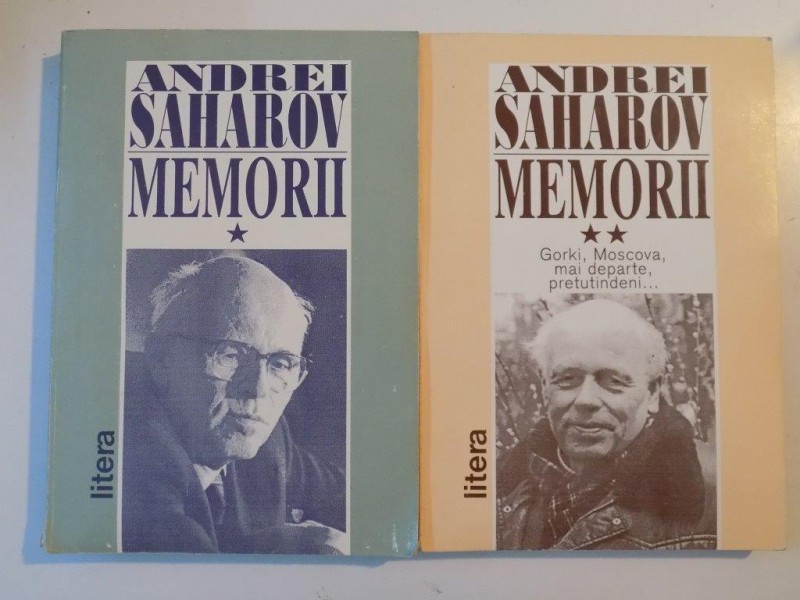 ANDREI
SAHAROV
MEMORII
★
litera
ANDREI
SAHAROV
MEMORII
★★
Gorki, Moscova,
mai departe,
pretutindeni...
litera